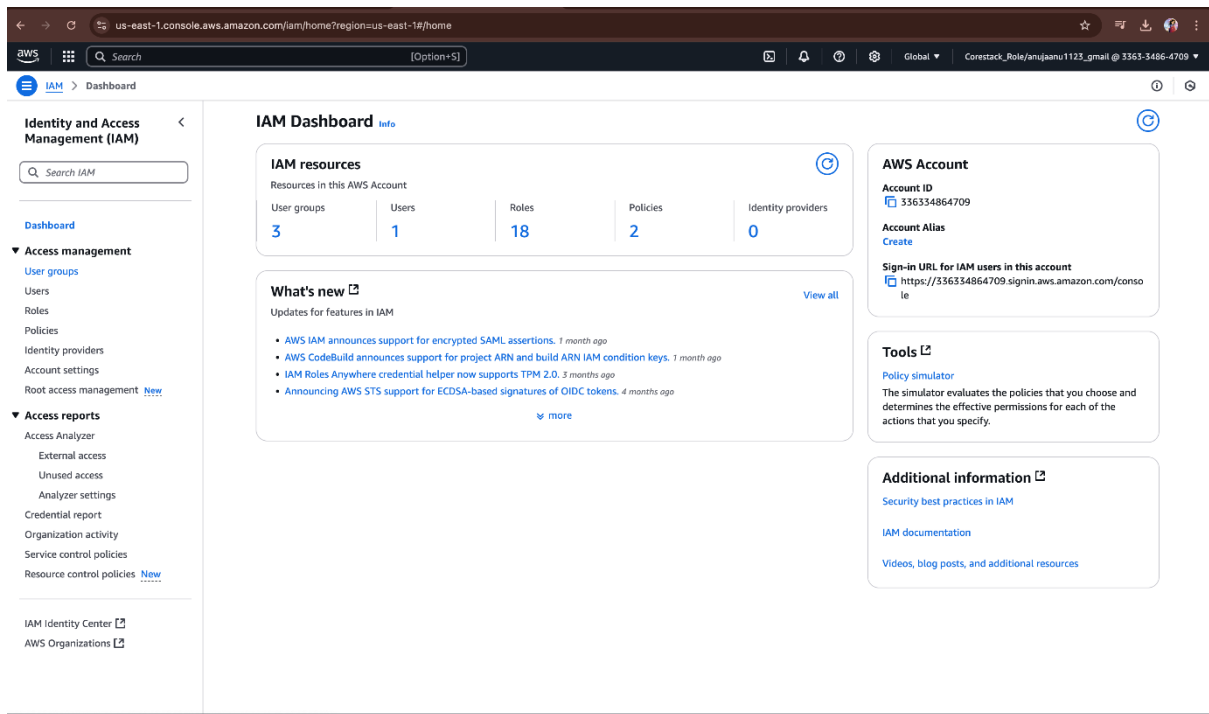 us-east-1.console.aws.amazon.com/iam/home?region=us-east-1#/home
aws
Search
[Option+S]
Global
Corestack_Role/anujaanu1123_gmail @ 3363-3486-4709
IAM > Dashboard
Identity and Access
Management (IAM)
Search IAM
Dashboard
Access management
User groups
Users
Roles
Policies
Identity providers
Account settings
Root access management New
Access reports
Access Analyzer
External access
Unused access
Analyzer settings
Credential report
Organization activity
Service control policies
Resource control policies New
IAM Identity Center
AWS Organizations
IAM Dashboard Info
IAM resources
Resources in this AWS Account
User groups
3
Users
1
Roles
18
Policies
2
Identity providers
0
What's new
View all
Updates for features in IAM
• AWS IAM announces support for encrypted SAML assertions. 1 month ago
• AWS CodeBuild announces support for project ARN and build ARN IAM condition keys. 1 month ago
• IAM Roles Anywhere credential helper now supports TPM 2.0. 3 months ago
• Announcing AWS STS support for ECDSA-based signatures of OIDC tokens. 4 months ago
more
AWS Account
Account ID
336334864709
Account Alias
Create
Sign-in URL for IAM users in this account
https://336334864709.signin.aws.amazon.com/conso
le
Tools
Policy simulator
The simulator evaluates the policies that you choose and
determines the effective permissions for each of the
actions that you specify.
Additional information
Security best practices in IAM
IAM documentation
Videos, blog posts, and additional resources